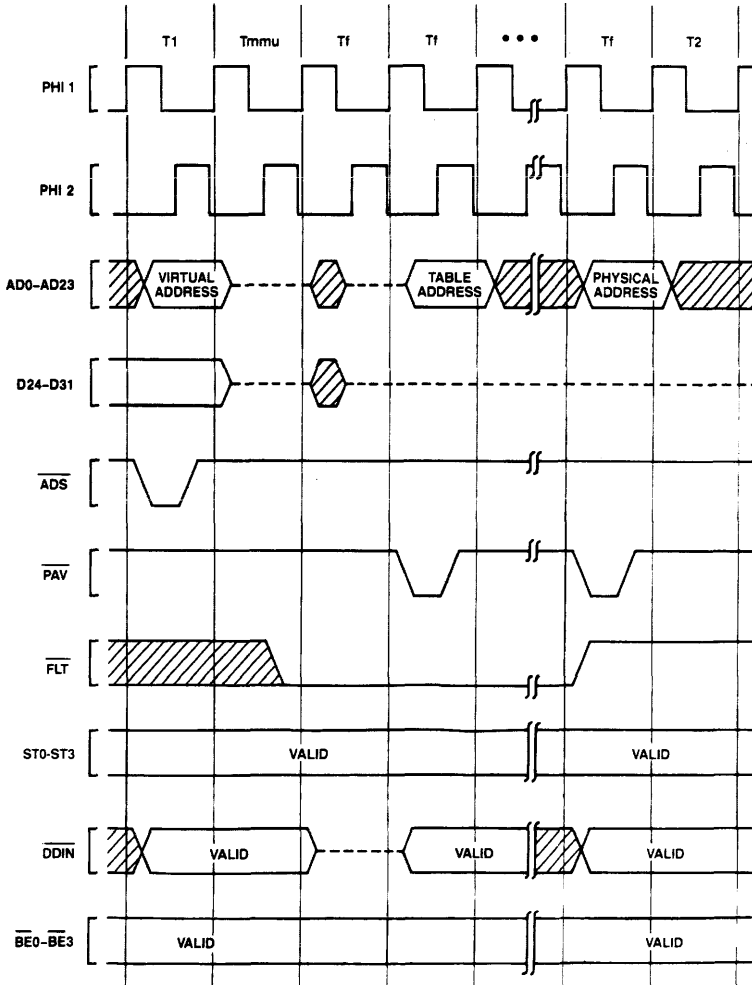 T1 Tmmu Tf Tf • • • Tf T2
PHI 1
PHI 2
AD0–AD23 VIRTUAL ADDRESS TABLE ADDRESS PHYSICAL ADDRESS
D24–D31
ADS
PAV
FLT
ST0-ST3 VALID VALID
DDIN VALID VALID VALID
BE0–BE3 VALID VALID